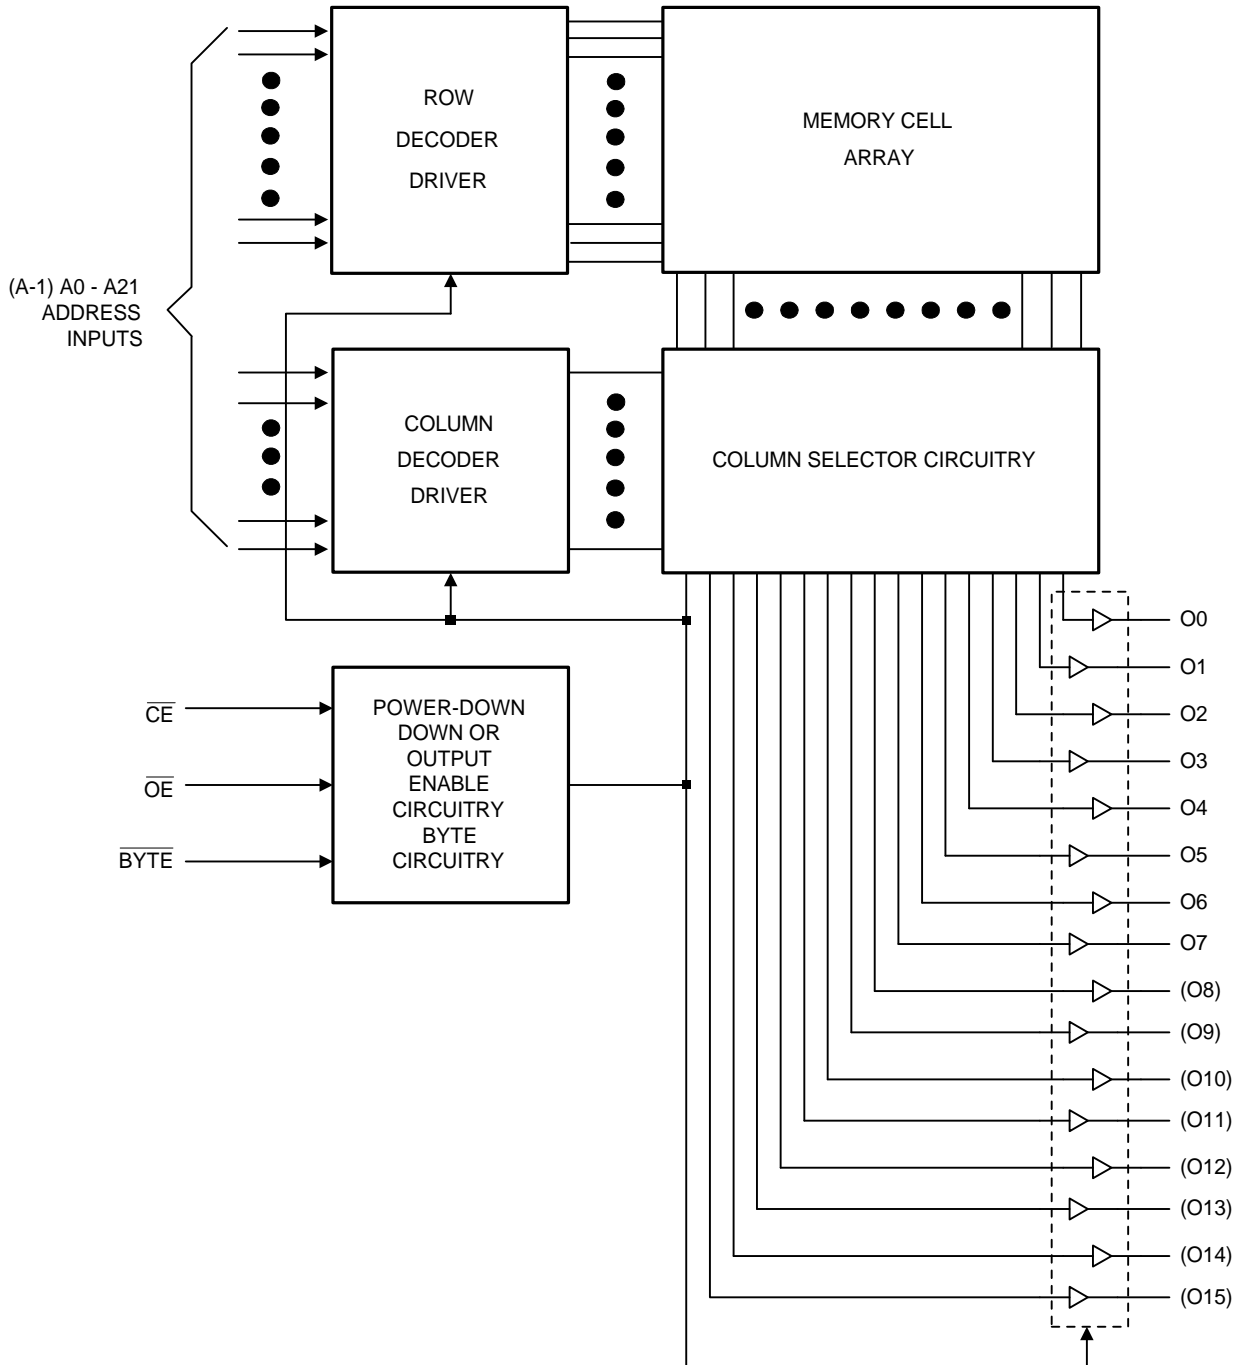 ROW
DECODER
DRIVER
MEMORY CELL
ARRAY
(A-1) A0 - A21
ADDRESS
INPUTS
COLUMN
DECODER
DRIVER
COLUMN SELECTOR CIRCUITRY
CE
OE
BYTE
POWER-DOWN
DOWN OR
OUTPUT
ENABLE
CIRCUITRY
BYTE
CIRCUITRY
O0
O1
O2
O3
O4
O5
O6
O7
(O8)
(O9)
(O10)
(O11)
(O12)
(O13)
(O14)
(O15)